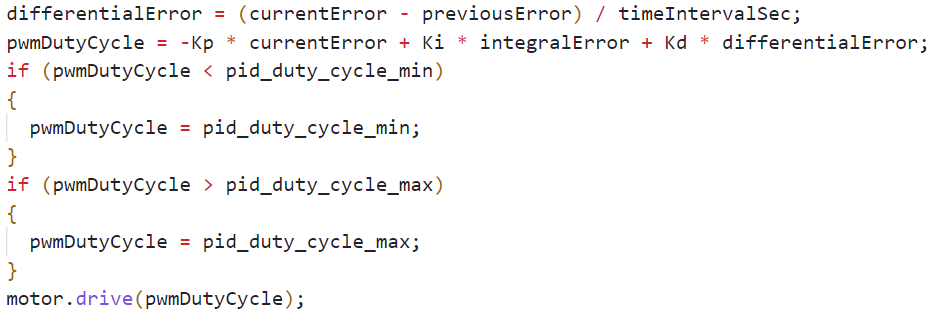 differentialError = (currentError - previousError) / timeIntervalSec;
pwmDutyCycle = -Kp * currentError + Ki * integralError + Kd * differentialError;
if (pwmDutyCycle < pid_duty_cycle_min)
{
  pwmDutyCycle = pid_duty_cycle_min;
}
if (pwmDutyCycle > pid_duty_cycle_max)
{
  pwmDutyCycle = pid_duty_cycle_max;
}
motor.drive(pwmDutyCycle);